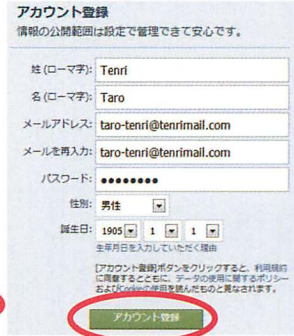 アカウント登録
情報の公開範囲は設定で管理できて安心です。
姓 (ローマ字): Tenri
名 (ローマ字): Taro
メールアドレス: taro-tenri@tenrimail.com
メールを再入力: taro-tenri@tenrimail.com
パスワード: ●●●●●●●●
性別: 男性
誕生日: 1905 1 1
生年月日を入力していただく理由
[アカウント登録]ボタンをクリックすると、利用規約
に同意するとともに、データの使用に関するポリシー
およびCookieの使用を読んだものと見なされます。
アカウント登録